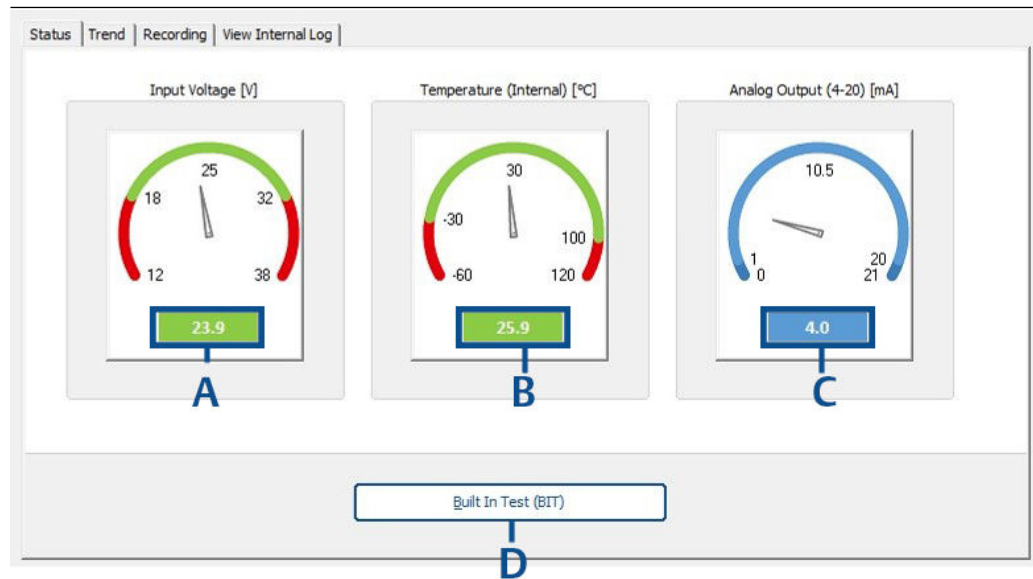 Status Trend Recording View Internal Log
Input Voltage [V]
25
18 32
12 38
23.9
A
Temperature (Internal) [°C]
30
-30
100
-60 120
25.9
B
Analog Output (4-20) [mA]
10.5
1 20
0 21
4.0
C
Built In Test (BIT)
D